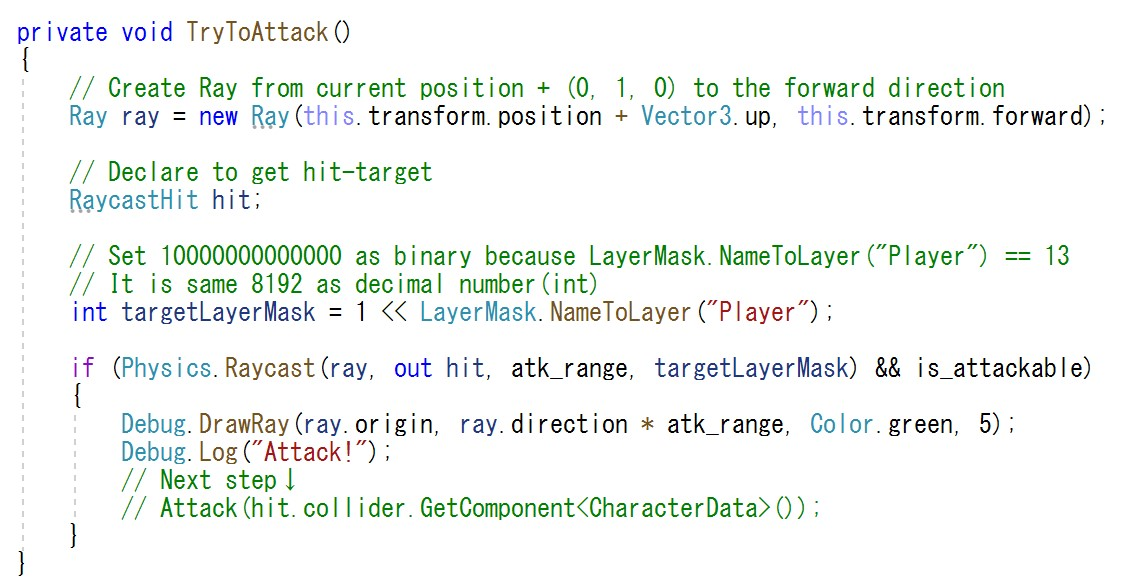 private void TryToAttack()
{
    // Create Ray from current position + (0, 1, 0) to the forward direction
    Ray ray = new Ray(this.transform.position + Vector3.up, this.transform.forward);

    // Declare to get hit-target
    RaycastHit hit;

    // Set 10000000000000 as binary because LayerMask.NameToLayer("Player") == 13
    // It is same 8192 as decimal number(int)
    int targetLayerMask = 1 << LayerMask.NameToLayer("Player");

    if (Physics.Raycast(ray, out hit, atk_range, targetLayerMask) && is_attackable)
    {
        Debug.DrawRay(ray.origin, ray.direction * atk_range, Color.green, 5);
        Debug.Log("Attack!");
        // Next step↓
        // Attack(hit.collider.GetComponent<CharacterData>());
    }
}